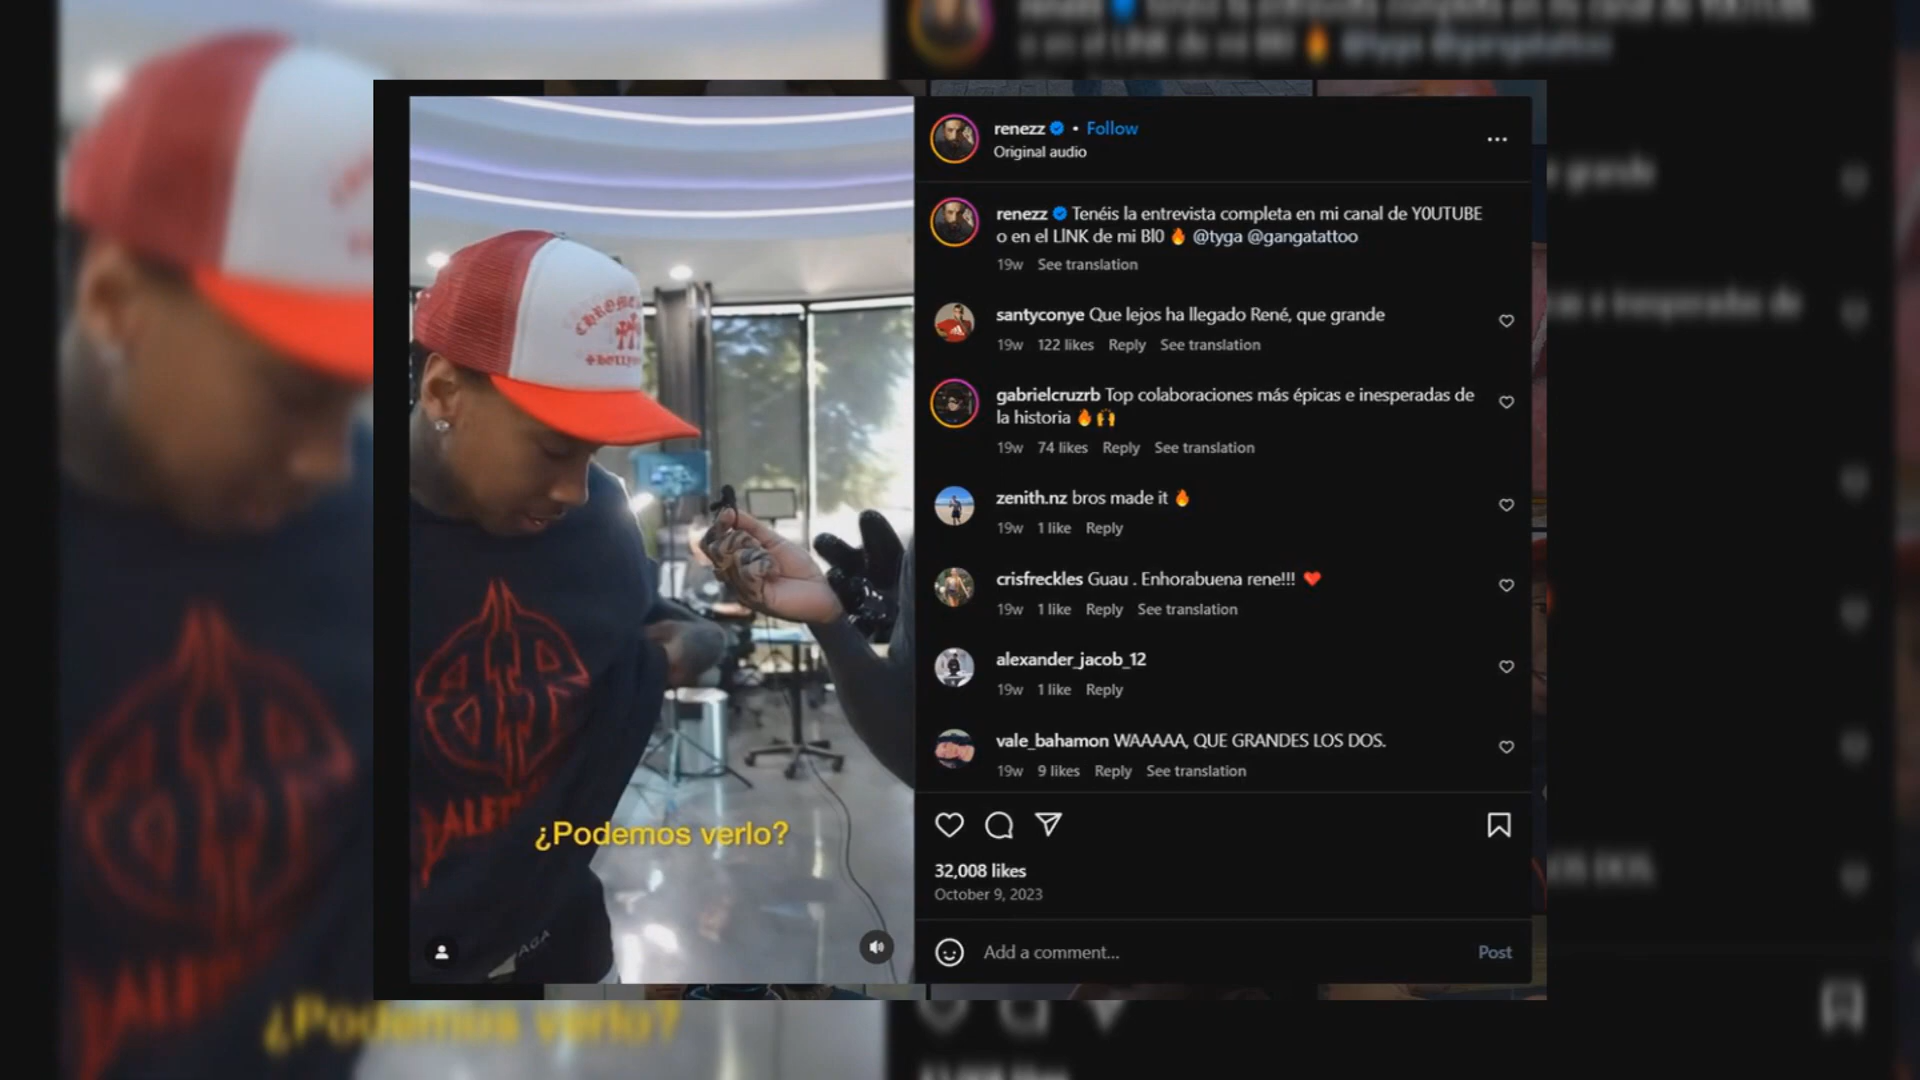 renezz • Follow
Original audio
renezz Tenéis la entrevista completa en mi canal de Y0UTUBE
o en el LINK de mi Bl0 🔥 @tyga @gangatattoo
19w See translation
santyconye Que lejos ha llegado René, que grande
19w 122 likes Reply See translation
gabrielcruzrb Top colaboraciones más épicas e inesperadas de
la historia 🔥🙌
19w 74 likes Reply See translation
zenith.nz bros made it 🔥
19w 1 like Reply
crisfreckles Guau . Enhorabuena rene!!! ❤️
19w 1 like Reply See translation
alexander_jacob_12
19w 1 like Reply
vale_bahamon WAAAAA, QUE GRANDES LOS DOS.
19w 9 likes Reply See translation
32,008 likes
October 9, 2023
Add a comment...
Post
CHROME
¿Podemos verlo?